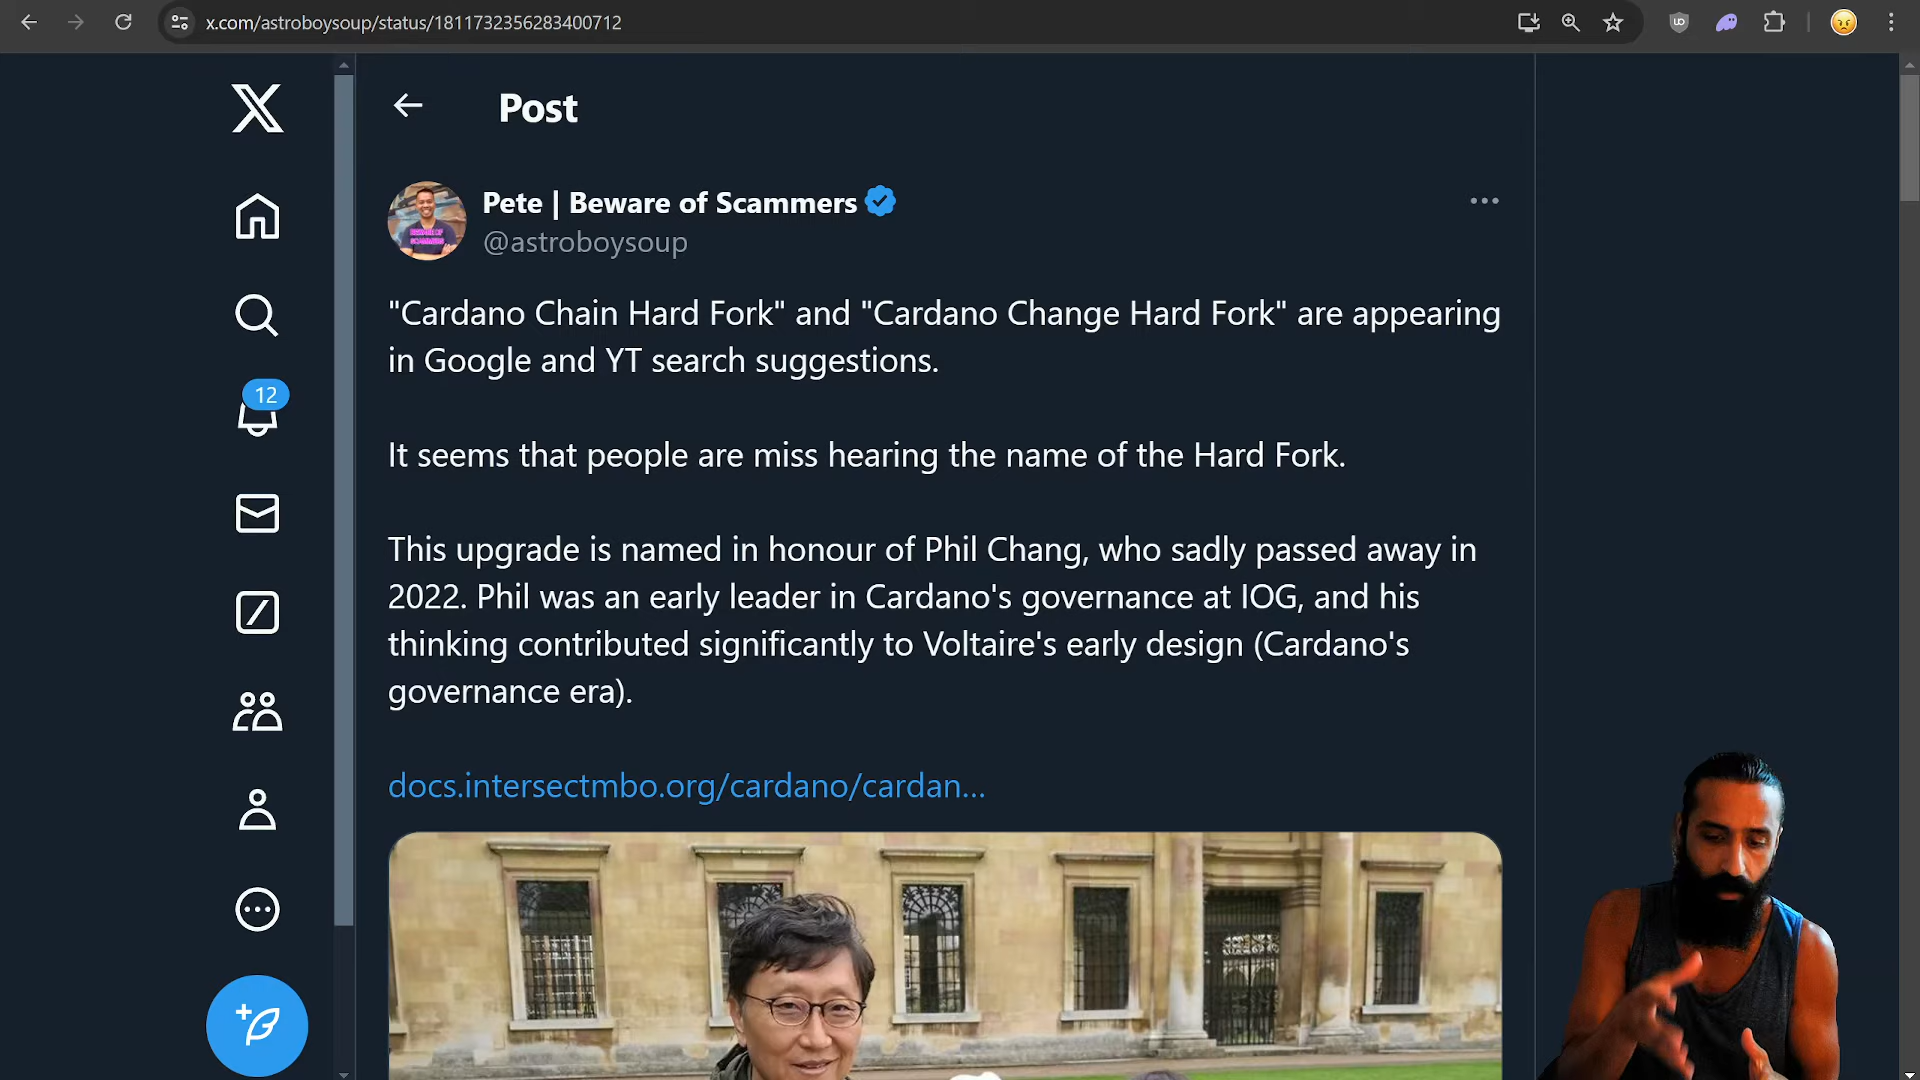 x.com/astroboysoup/status/1811732356283400712
Post
Pete | Beware of Scammers
@astroboysoup
"Cardano Chain Hard Fork" and "Cardano Change Hard Fork" are appearing
in Google and YT search suggestions.
It seems that people are miss hearing the name of the Hard Fork.
This upgrade is named in honour of Phil Chang, who sadly passed away in
2022. Phil was an early leader in Cardano's governance at IOG, and his
thinking contributed significantly to Voltaire's early design (Cardano's
governance era).
docs.intersectmbo.org/cardano/cardan...
12
BEWARE OF
SCAMMERS